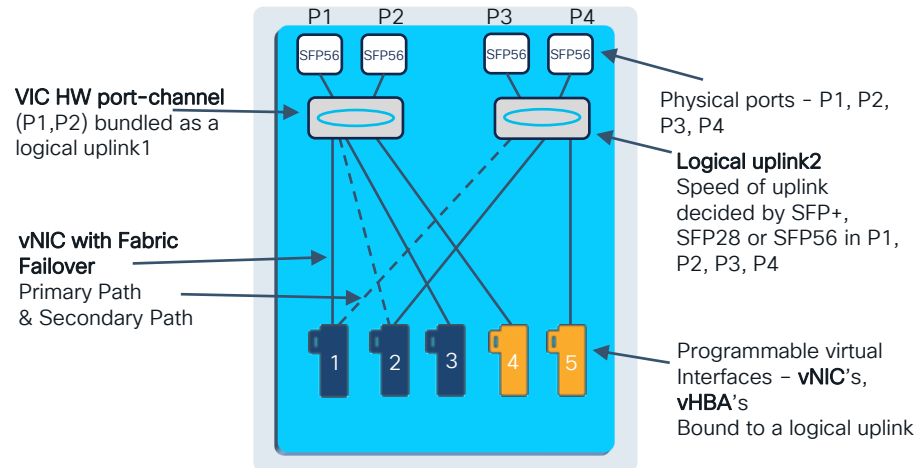 P1 P2 P3 P4
SFP56 SFP56 SFP56 SFP56
VIC HW port-channel
(P1,P2) bundled as a
logical uplink1
Physical ports - P1, P2,
P3, P4
Logical uplink2
Speed of uplink
decided by SFP+,
SFP28 or SFP56 in P1,
P2, P3, P4
vNIC with Fabric
Failover
Primary Path
& Secondary Path
1 2 3 4 5
Programmable virtual
Interfaces – vNIC's,
vHBA's
Bound to a logical uplink